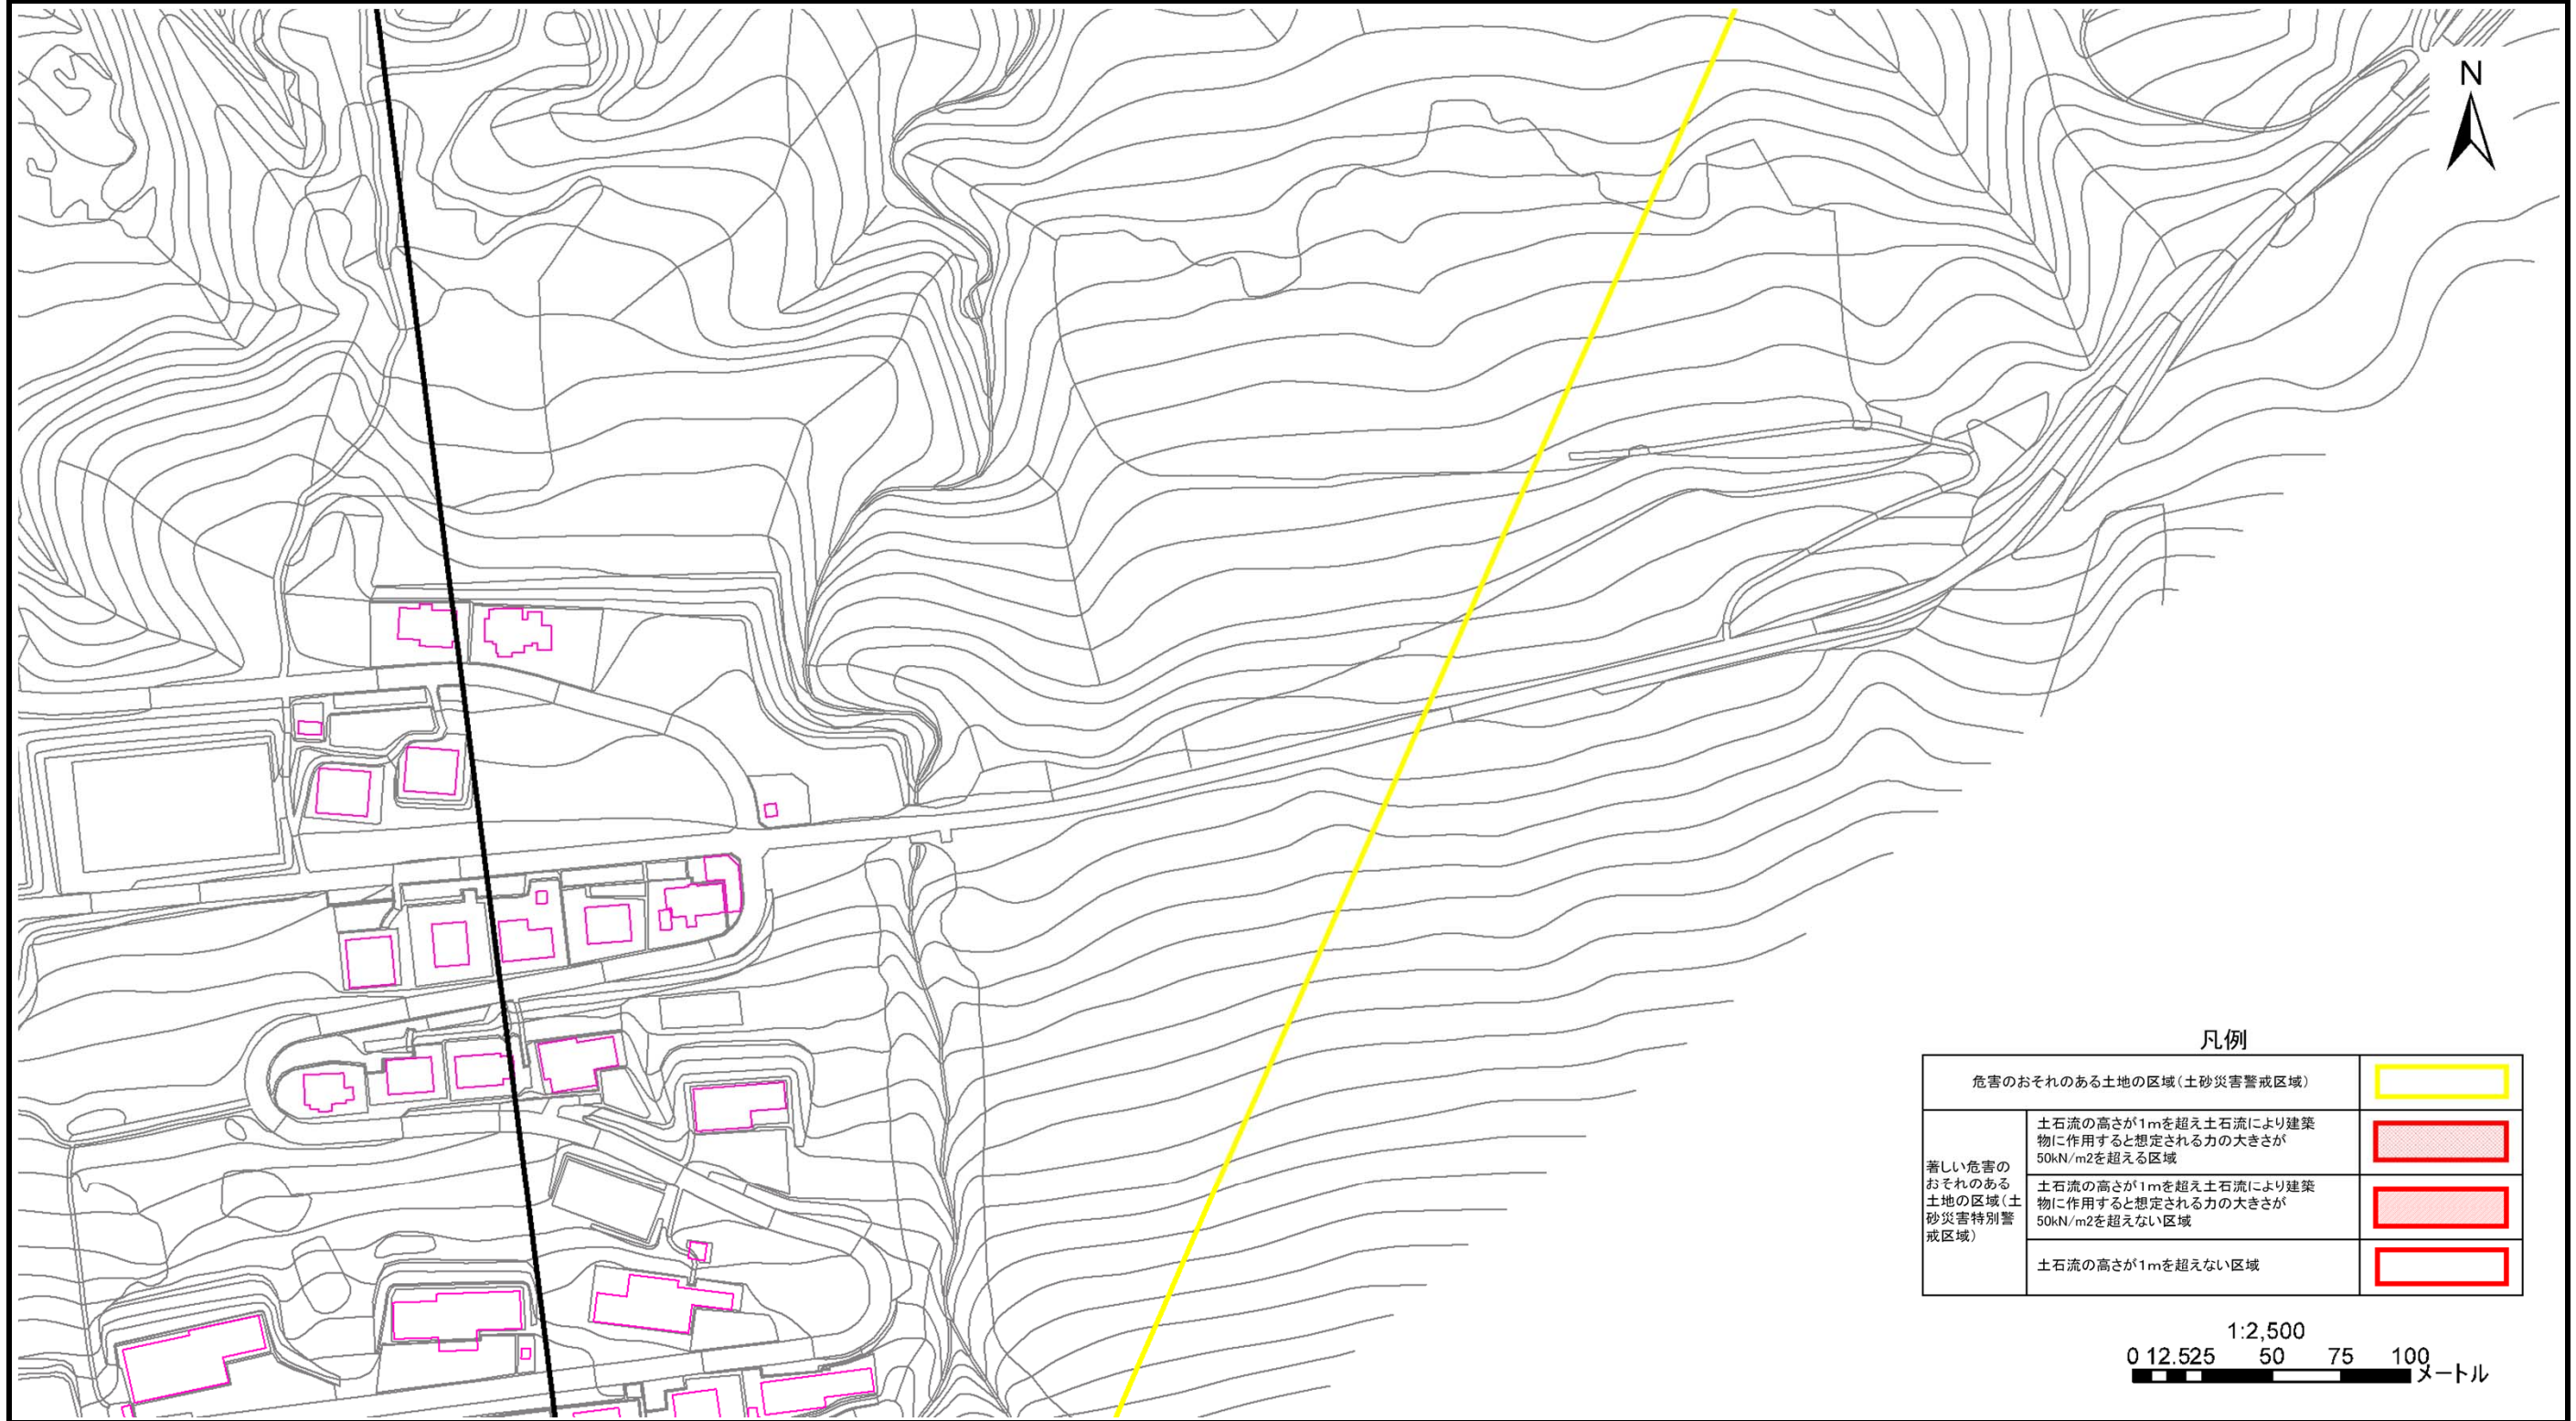 N
凡例
危害のおそれのある土地の区域(土砂災害警戒区域)
著しい危害の
おそれのある
土地の区域(土
砂災害特別警
戒区域)
土石流の高さが1mを超え土石流により建築
物に作用すると想定される力の大きさが
50kN/m2を超える区域
土石流の高さが1mを超え土石流により建築
物に作用すると想定される力の大きさが
50kN/m2を超えない区域
土石流の高さが1mを超えない区域
1:2,500
0 12.525 50 75 100
メートル